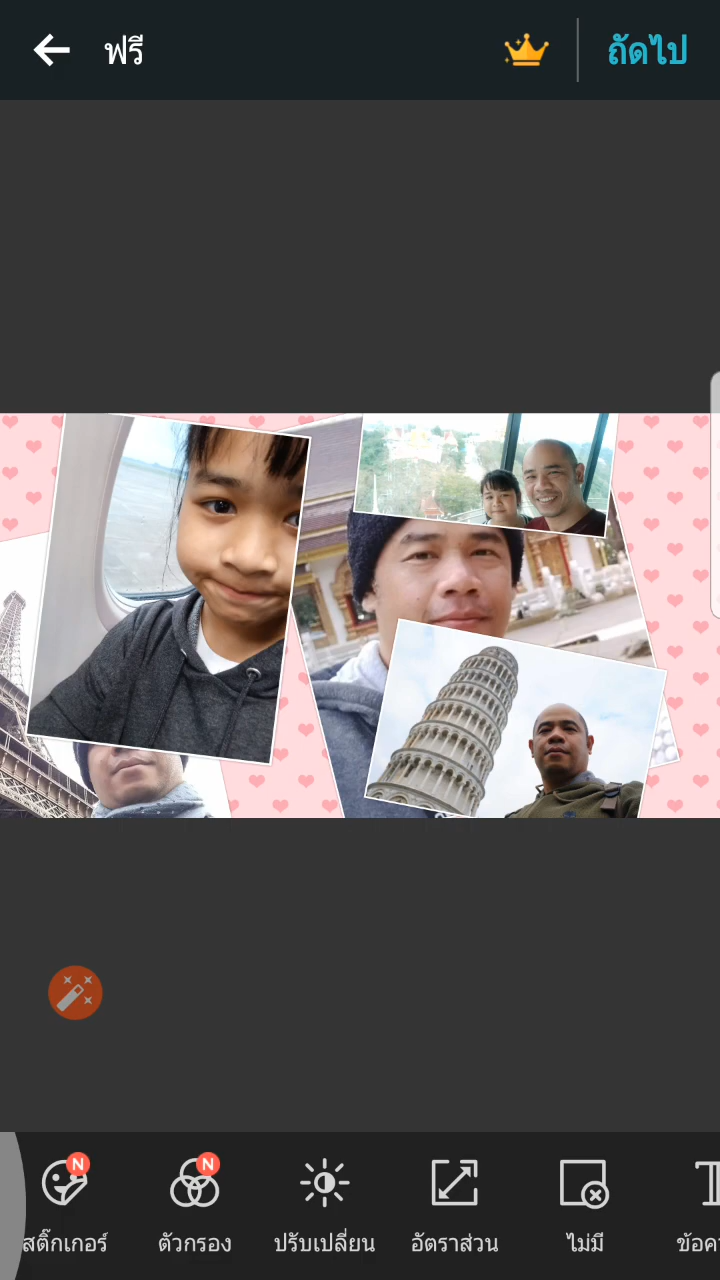 ฟรี
ถัดไป
N
N
สติ๊กเกอร์
ตัวกรอง
ปรับเปลี่ยน
อัตราส่วน
ไม่มี